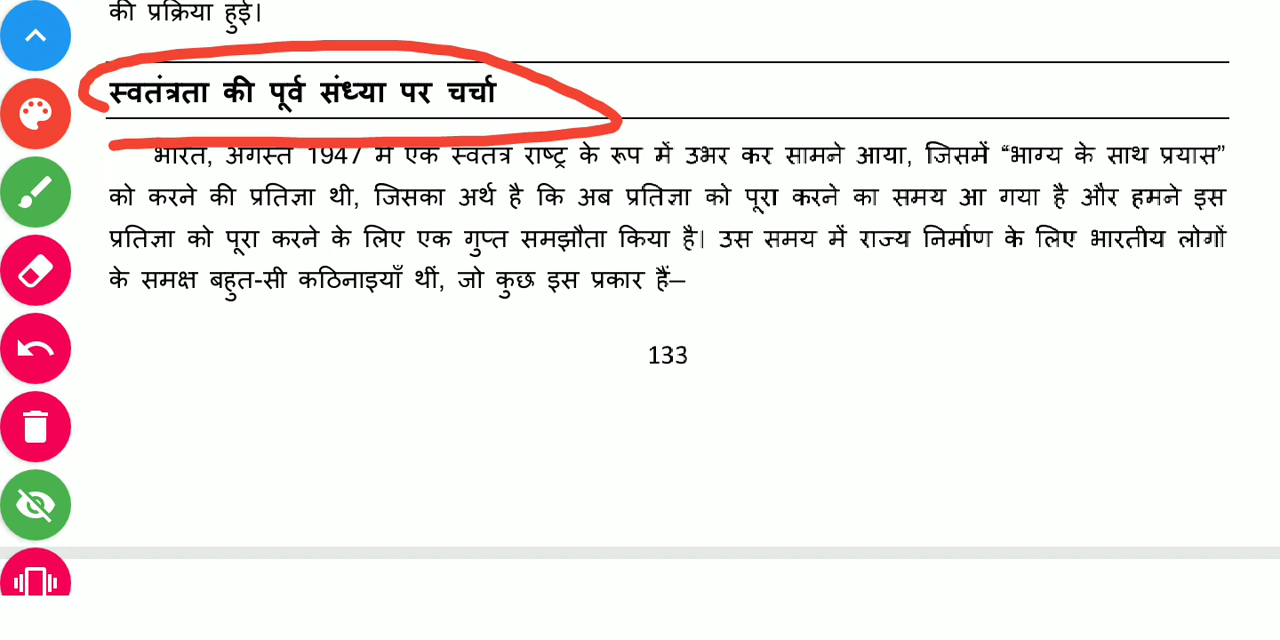 की प्रक्रिया हुई।
स्वतंत्रता की पूर्व संध्या पर चर्चा
भारत, अगस्त 1947 में एक स्वतंत्र राष्ट्र के रूप में उभर कर सामने आया, जिसमें “भाग्य के साथ प्रयास”
को करने की प्रतिज्ञा थी, जिसका अर्थ है कि अब प्रतिज्ञा को पूरा करने का समय आ गया है और हमने इस
प्रतिज्ञा को पूरा करने के लिए एक गुप्त समझौता किया है। उस समय में राज्य निर्माण के लिए भारतीय लोगों
के समक्ष बहुत-सी कठिनाइयाँ थीं, जो कुछ इस प्रकार हैं—
133